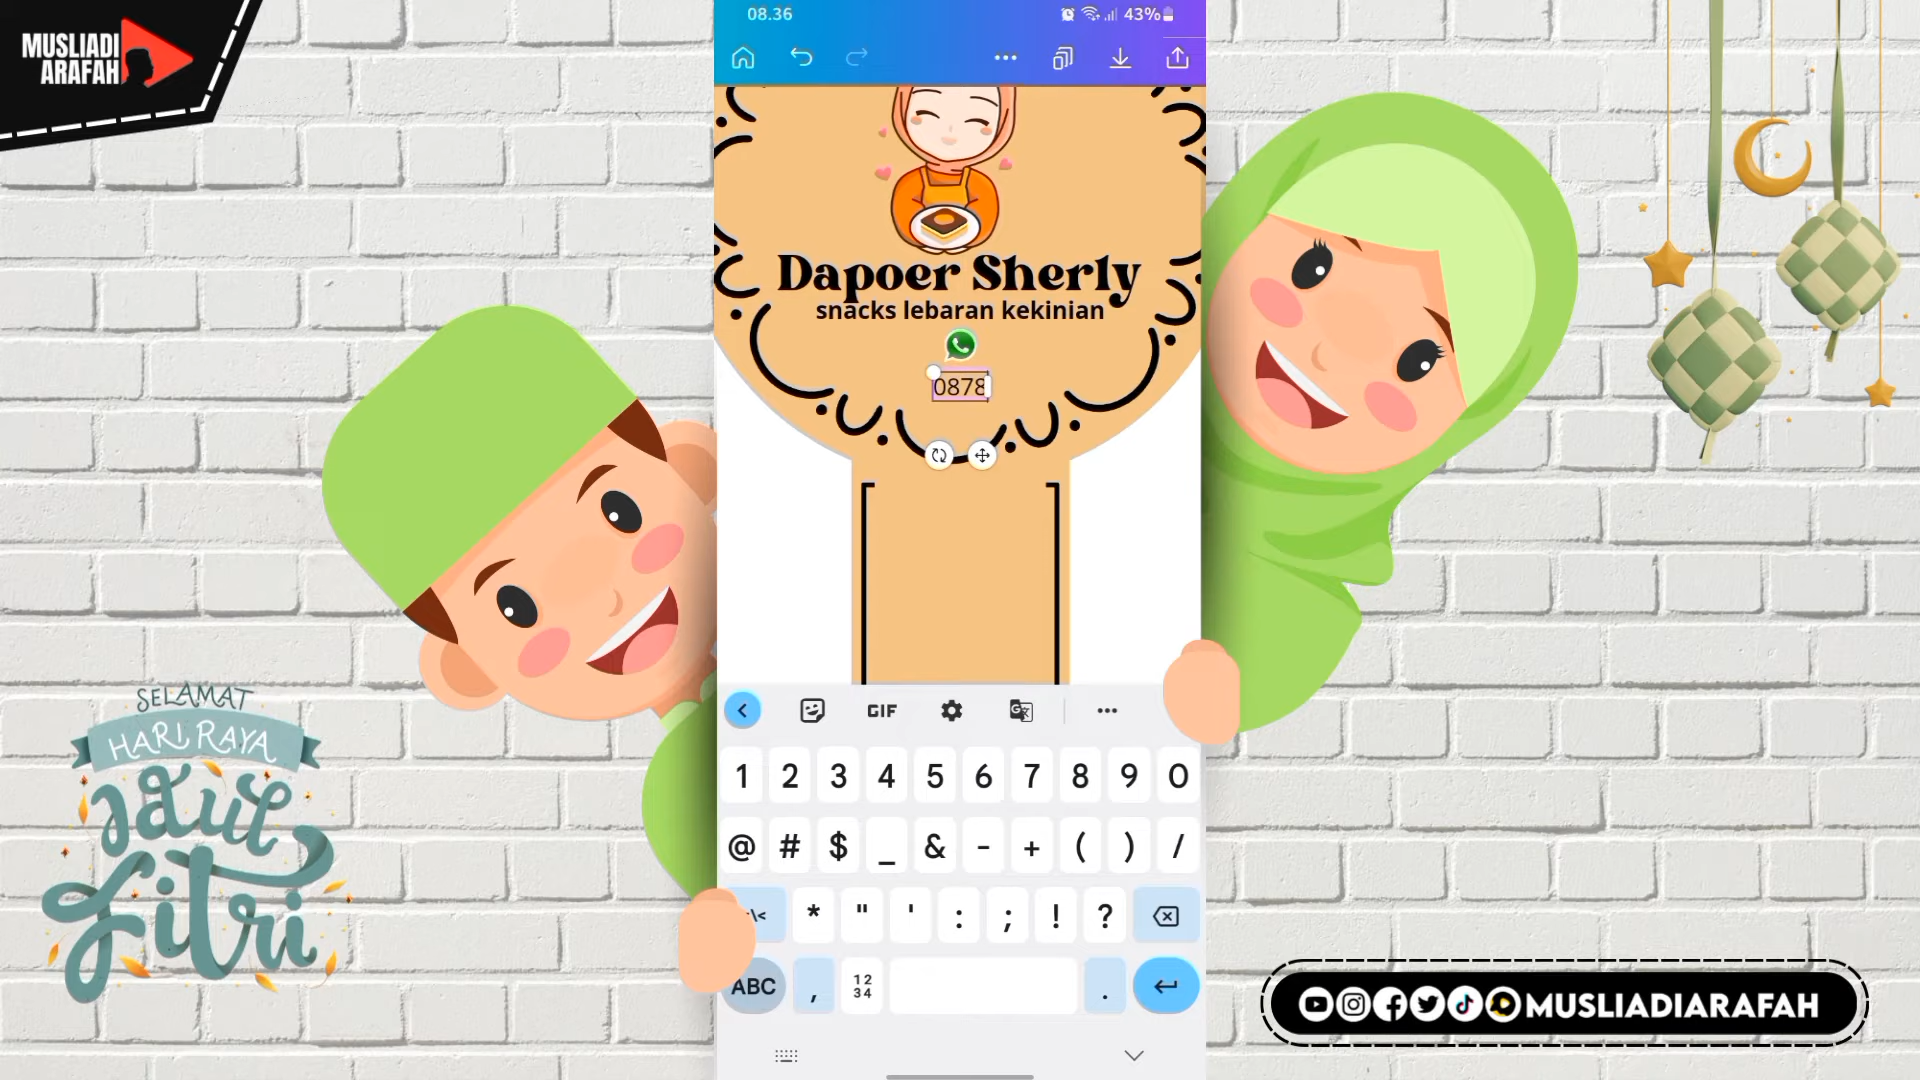 MUSLIADI
ARAFAH
08.36
43%
Dapoer Sherly
snacks lebaran kekinian
0878
SELAMAT
HARI RAYA
Idul
Fitri
GIF
1 2 3 4 5 6 7 8 9 0
@ # $ _ & - + ( ) /
\< * " ' : ; ! ?
ABC , 12 34 .
MUSLIADIARAFAH